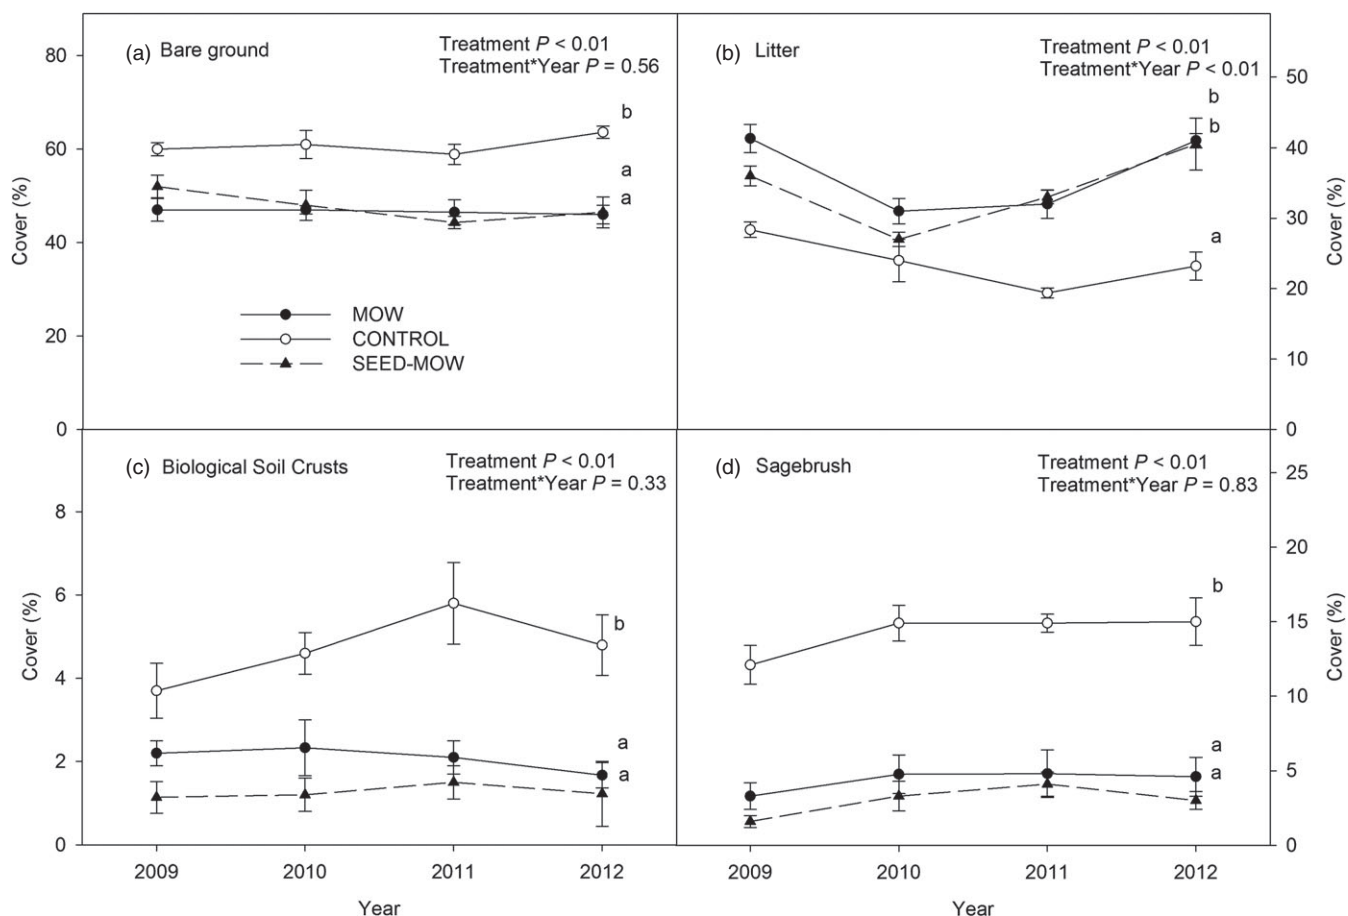 (a) Bare ground
Treatment P < 0.01
Treatment*Year P = 0.56
80
60
40
20
0
Cover (%)
b
a
a
MOW
CONTROL
SEED-MOW
(b) Litter
Treatment P < 0.01
Treatment*Year P < 0.01
50
40
30
20
10
0
Cover (%)
b
b
a
(c) Biological Soil Crusts
Treatment P < 0.01
Treatment*Year P = 0.33
8
6
4
2
0
Cover (%)
b
a
a
2009 2010 2011 2012
Year
(d) Sagebrush
Treatment P < 0.01
Treatment*Year P = 0.83
25
20
15
10
5
0
Cover (%)
b
a
a
2009 2010 2011 2012
Year